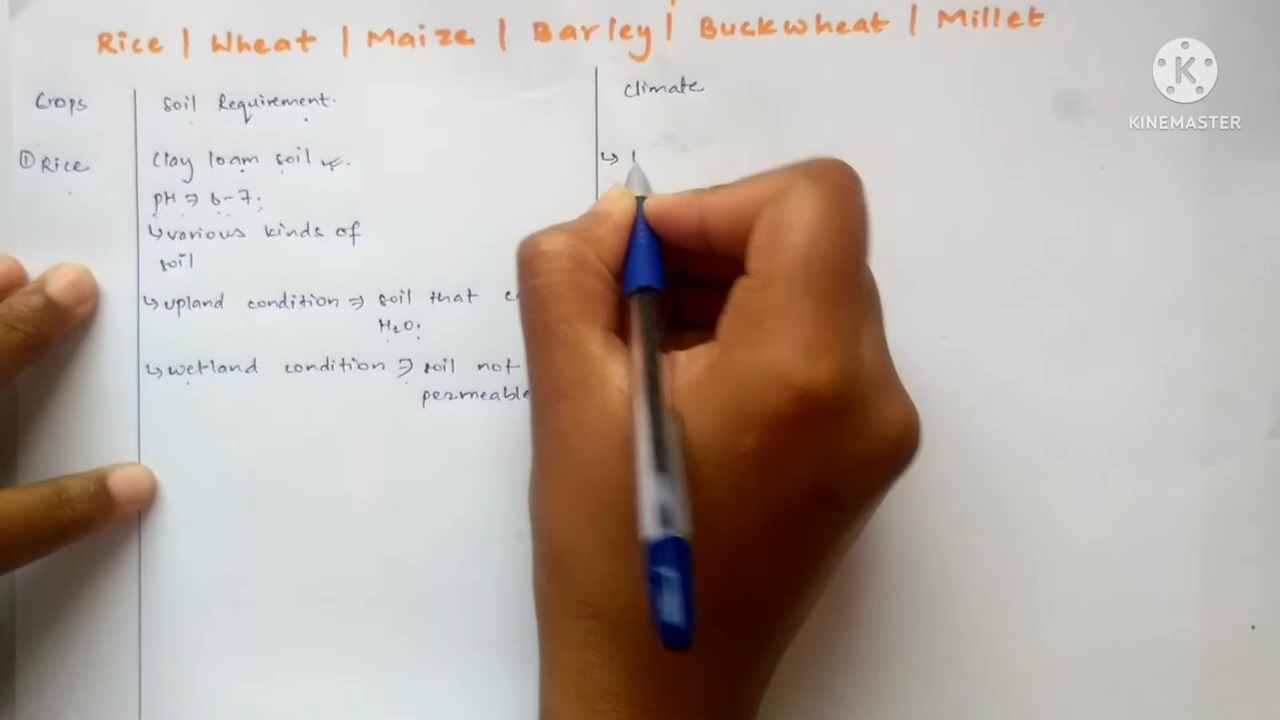 Rice | Wheat | Maize | Barley | Buckwheat | Millet
Crops
Soil Requirement.
Climate
① Rice
Clay loam soil
pH ⇒ 6-7.
↳ various kinds of
soil
↳ upland condition ⇒ soil that
H₂O.
↳ wetland condition ⇒ soil not
permeable
↳
K
KINEMASTER